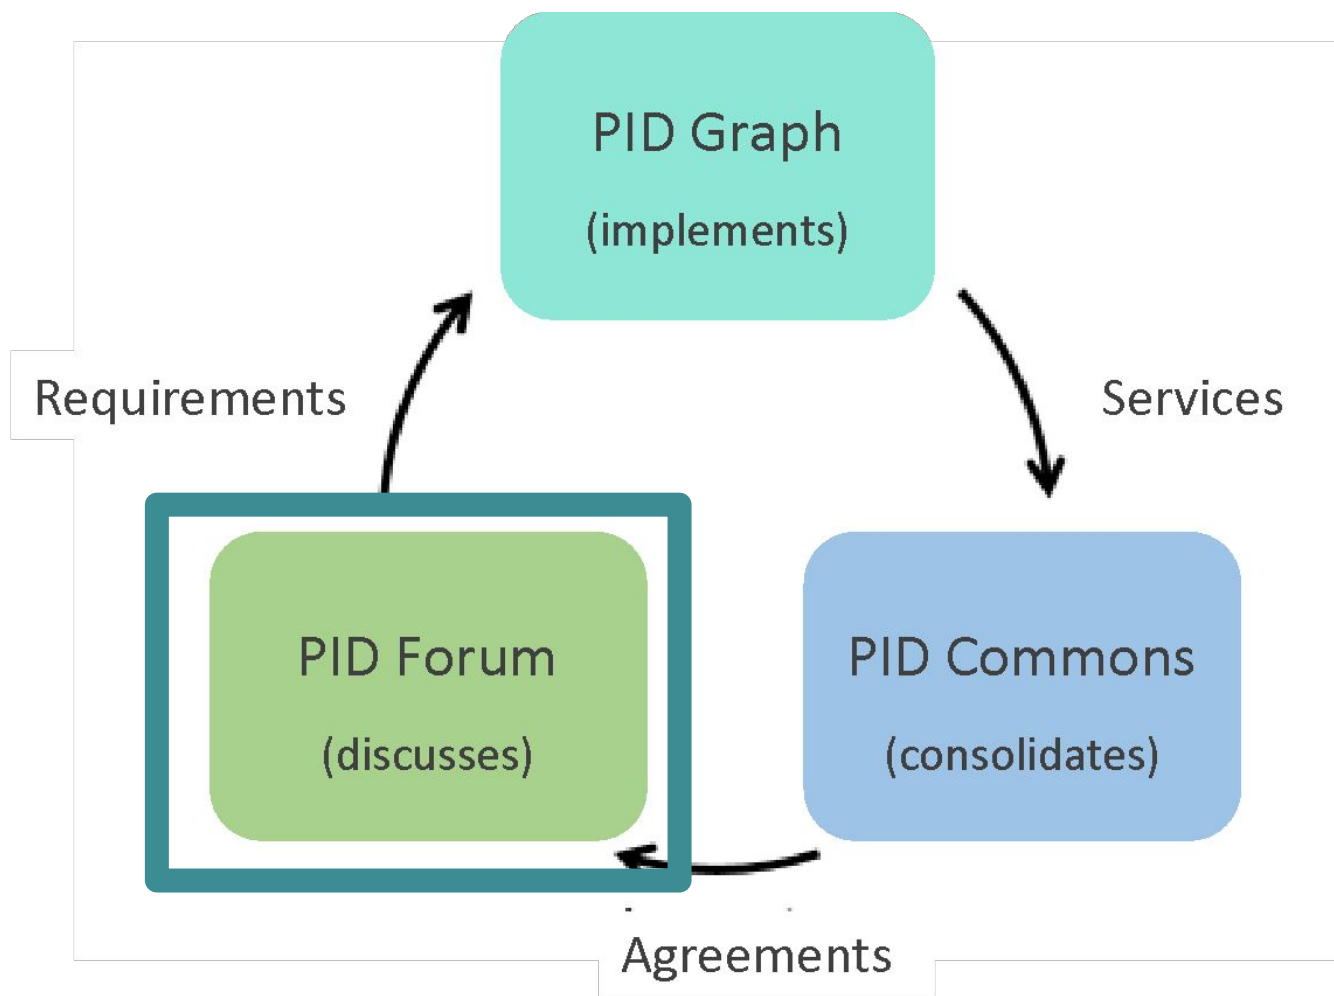 PID Graph
(implements)
Requirements
Services
PID Forum
(discusses)
PID Commons
(consolidates)
Agreements